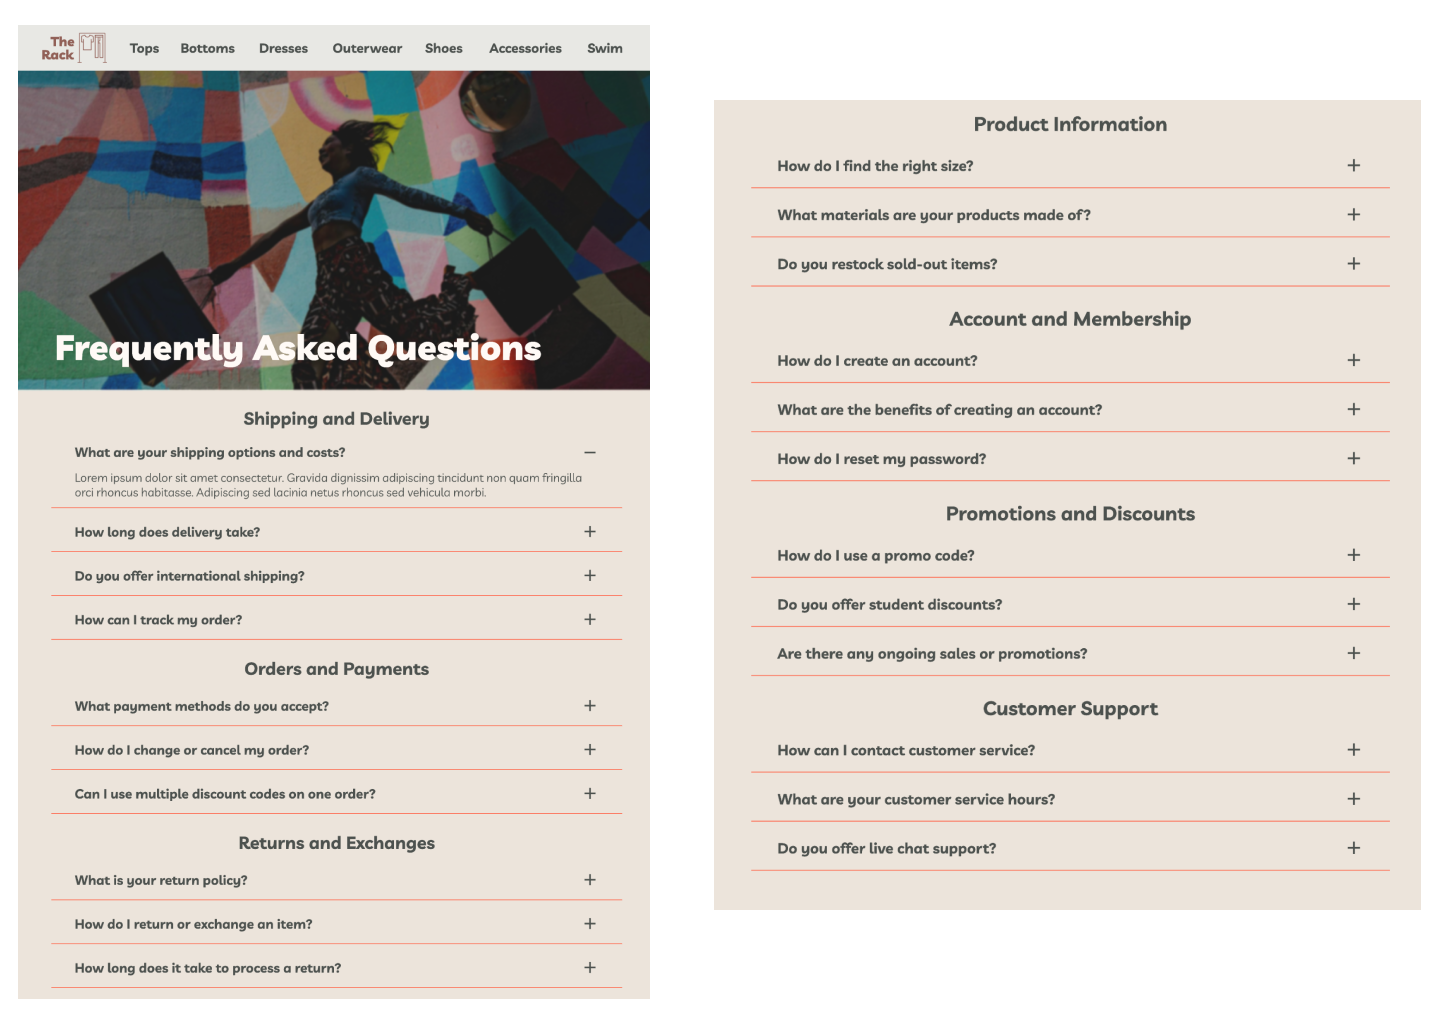 The
Rack
Tops Bottoms Dresses Outerwear Shoes Accessories Swim
Frequently Asked Questions
Shipping and Delivery
What are your shipping options and costs?
Lorem ipsum dolor sit amet consectetur. Gravida dignissim adipiscing tincidunt non quam fringilla
orci rhoncus habitasse. Adipiscing sed lacinia netus rhoncus sed vehicula morbi.
How long does delivery take?
Do you offer international shipping?
How can I track my order?
Orders and Payments
What payment methods do you accept?
How do I change or cancel my order?
Can I use multiple discount codes on one order?
Returns and Exchanges
What is your return policy?
How do I return or exchange an item?
How long does it take to process a return?
Product Information
How do I find the right size?
What materials are your products made of?
Do you restock sold-out items?
Account and Membership
How do I create an account?
What are the benefits of creating an account?
How do I reset my password?
Promotions and Discounts
How do I use a promo code?
Do you offer student discounts?
Are there any ongoing sales or promotions?
Customer Support
How can I contact customer service?
What are your customer service hours?
Do you offer live chat support?